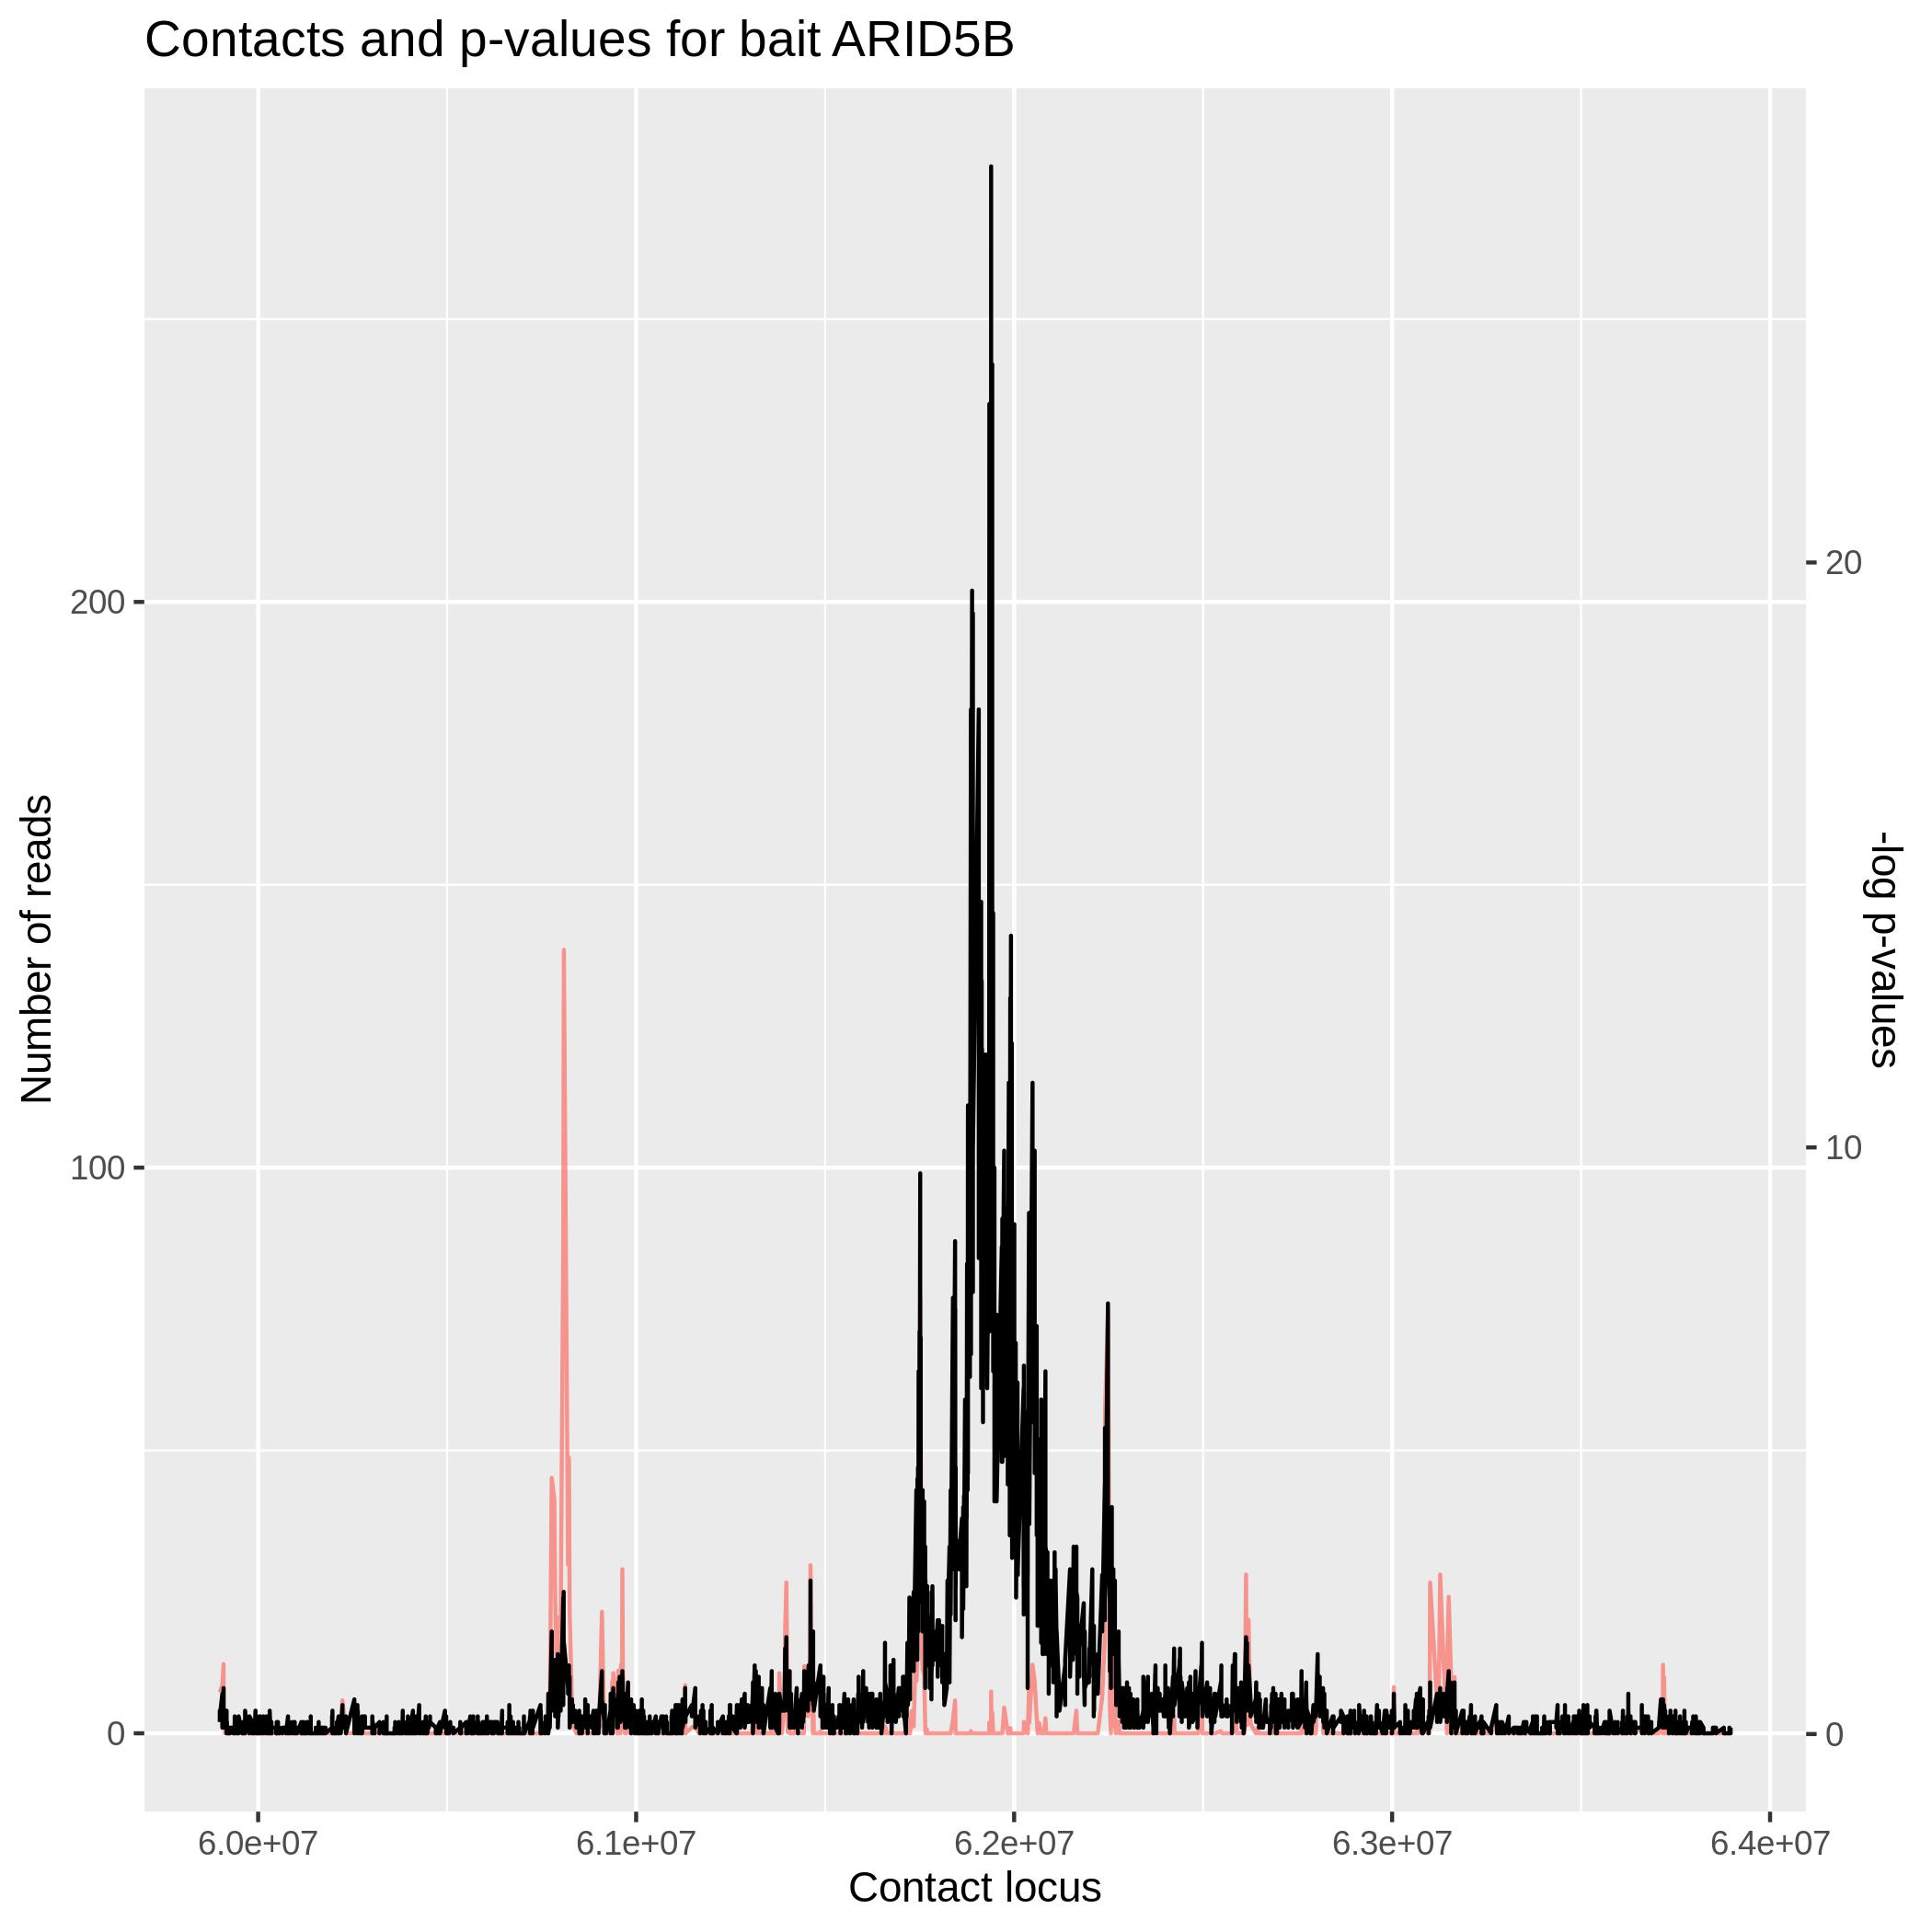 Contacts and p-values for bait ARID5B
Number of reads
200
100
0
-log p-values
20
10
0
6.0e+07 6.1e+07 6.2e+07 6.3e+07 6.4e+07
Contact locus